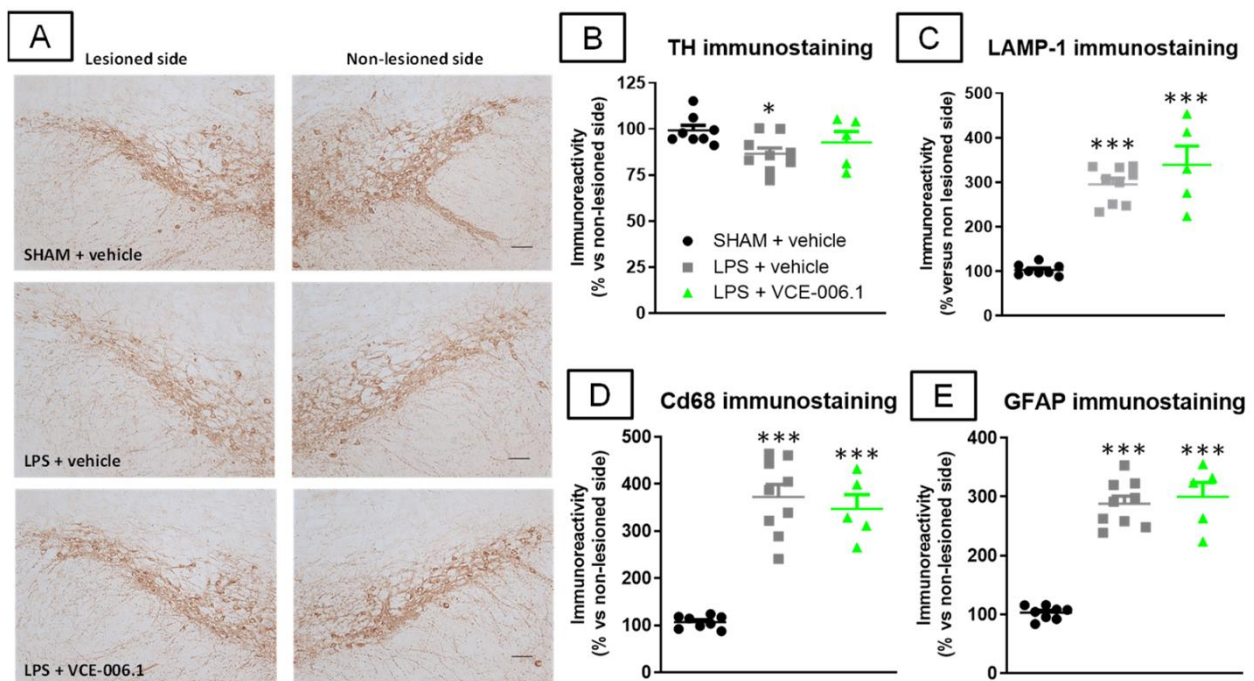 A
Lesioned side
Non-lesioned side
SHAM + vehicle
LPS + vehicle
LPS + VCE-006.1
B
TH immunostaining
Immunoreactivity
(% vs non-lesioned side)
125
100
75
50
25
0
*
SHAM + vehicle
LPS + vehicle
LPS + VCE-006.1
C
LAMP-1 immunostaining
Immunoreactivity
(% versus non lesioned side)
500
400
300
200
100
0
***
***
D
Cd68 immunostaining
Immunoreactivity
(% vs non-lesioned side)
500
400
300
200
100
0
***
***
E
GFAP immunostaining
Immunoreactivity
(% vs non-lesioned side)
400
300
200
100
0
***
***